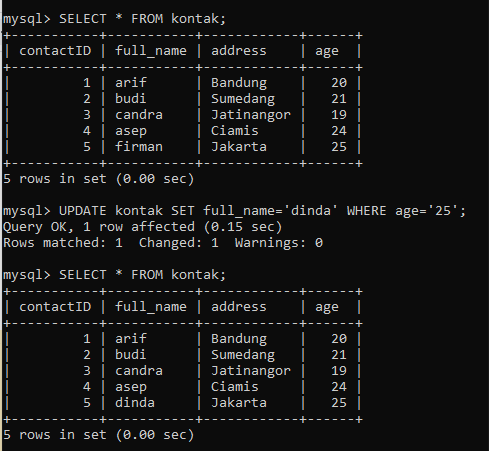 mysql> SELECT * FROM kontak;
+-----------+-----------+------------+------+
| contactID | full_name | address    | age  |
+-----------+-----------+------------+------+
|         1 | arif      | Bandung    |   20 |
|         2 | budi      | Sumedang   |   21 |
|         3 | candra    | Jatinangor |   19 |
|         4 | asep      | Ciamis     |   24 |
|         5 | firman    | Jakarta    |   25 |
+-----------+-----------+------------+------+
5 rows in set (0.00 sec)

mysql> UPDATE kontak SET full_name='dinda' WHERE age='25';
Query OK, 1 row affected (0.15 sec)
Rows matched: 1  Changed: 1  Warnings: 0

mysql> SELECT * FROM kontak;
+-----------+-----------+------------+------+
| contactID | full_name | address    | age  |
+-----------+-----------+------------+------+
|         1 | arif      | Bandung    |   20 |
|         2 | budi      | Sumedang   |   21 |
|         3 | candra    | Jatinangor |   19 |
|         4 | asep      | Ciamis     |   24 |
|         5 | dinda     | Jakarta    |   25 |
+-----------+-----------+------------+------+
5 rows in set (0.00 sec)